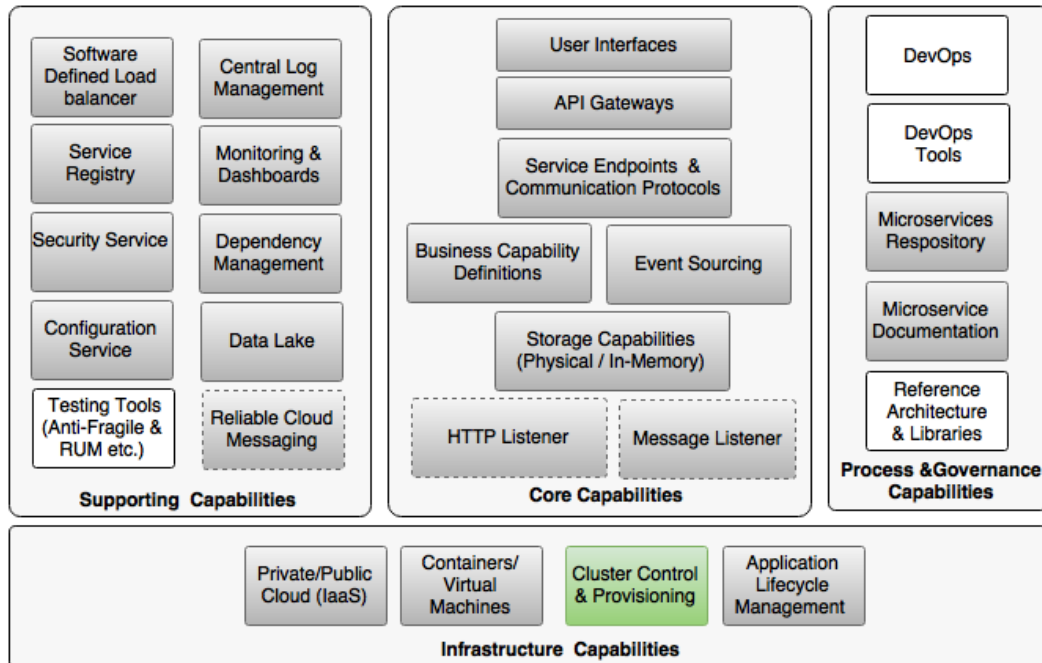 Software
Defined Load
balancer
Central Log
Management
Service
Registry
Monitoring &
Dashboards
Security Service
Dependency
Management
Configuration
Service
Data Lake
Testing Tools
(Anti-Fragile &
RUM etc.)
Reliable Cloud
Messaging
Supporting Capabilities
User Interfaces
API Gateways
Service Endpoints &
Communication Protocols
Business Capability
Definitions
Event Sourcing
Storage Capabilities
(Physical / In-Memory)
HTTP Listener
Message Listener
Core Capabilities
DevOps
DevOps
Tools
Microservices
Respository
Microservice
Documentation
Reference
Architecture
& Libraries
Process &Governance
Capabilities
Private/Public
Cloud (IaaS)
Containers/
Virtual
Machines
Cluster Control
& Provisioning
Application
Lifecycle
Management
Infrastructure Capabilities